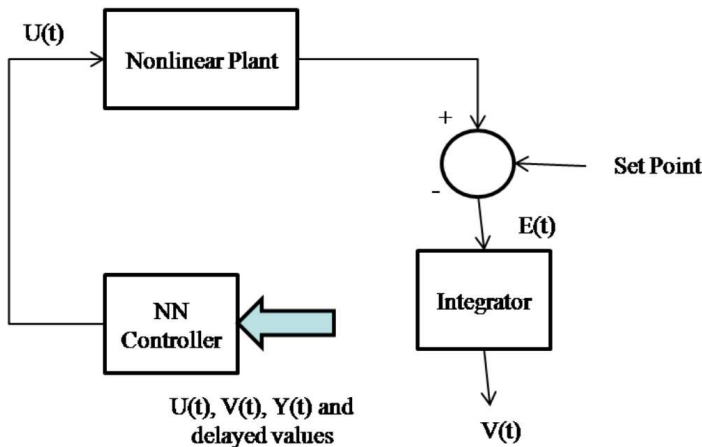 U(t)
Nonlinear Plant
+
-
Set Point
E(t)
NN
Controller
Integrator
U(t), V(t), Y(t) and
delayed values
V(t)